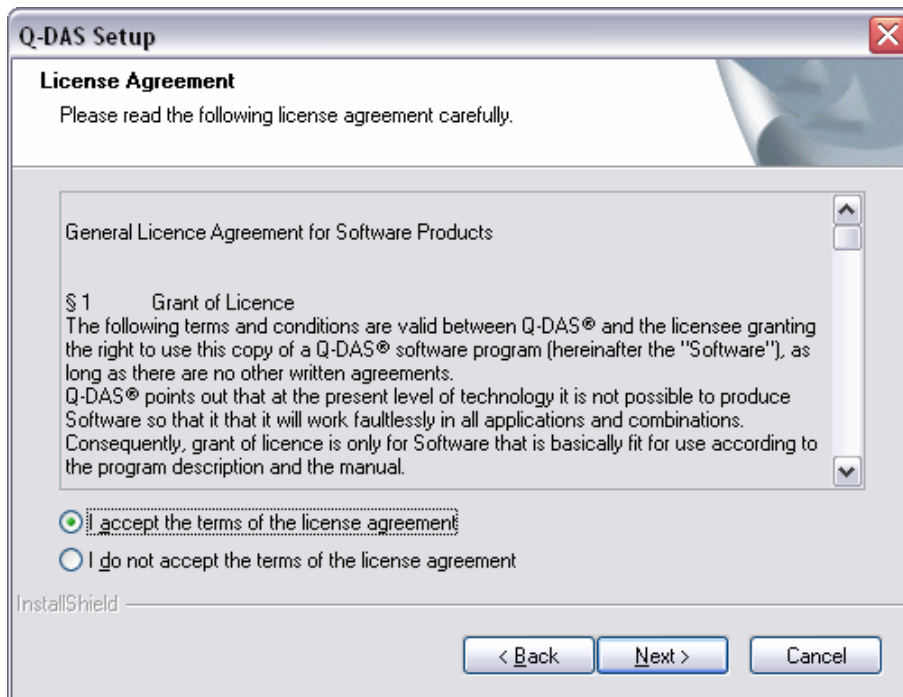 Q-DAS Setup
License Agreement
Please read the following license agreement carefully.
General Licence Agreement for Software Products
§ 1 Grant of Licence
The following terms and conditions are valid between Q-DAS® and the licensee granting
the right to use this copy of a Q-DAS® software program (hereinafter the "Software"), as
long as there are no other written agreements.
Q-DAS® points out that at the present level of technology it is not possible to produce
Software so that it that it will work faultlessly in all applications and combinations.
Consequently, grant of licence is only for Software that is basically fit for use according to
the program description and the manual.
I accept the terms of the license agreement
I do not accept the terms of the license agreement
InstallShield
< Back Next > Cancel